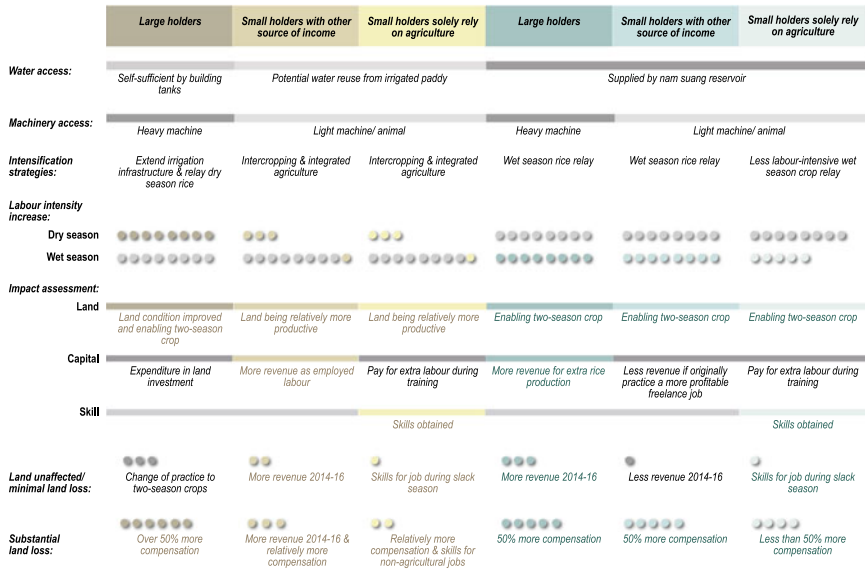 Large holders
Small holders with other
source of income
Small holders solely rely
on agriculture
Large holders
Small holders with other
source of income
Small holders solely rely
on agriculture
Water access:
Self-sufficient by building
tanks
Potential water reuse from irrigated paddy
Supplied by nam suang reservoir
Machinery access:
Heavy machine
Light machine/ animal
Heavy machine
Light machine/ animal
Intensification
strategies:
Extend irrigation
infrastructure & relay dry
season rice
Intercropping & integrated
agriculture
Intercropping & integrated
agriculture
Wet season rice relay
Wet season rice relay
Less labour-intensive wet
season crop relay
Labour intensity
increase:
Dry season
Wet season
Impact assessment:
Land
Land condition improved
and enabling two-season
crop
Land being relatively more
productive
Land being relatively more
productive
Enabling two-season crop
Enabling two-season crop
Enabling two-season crop
Capital
Expenditure in land
investment
More revenue as employed
labour
Pay for extra labour during
training
More revenue for extra rice
production
Less revenue if originally
practice a more profitable
freelance job
Pay for extra labour during
training
Skill
Skills obtained
Skills obtained
Land unaffected/
minimal land loss:
Change of practice to
two-season crops
More revenue 2014-16
Skills for job during slack
season
More revenue 2014-16
Less revenue 2014-16
Skills for job during slack
season
Substantial
land loss:
Over 50% more
compensation
More revenue 2014-16 &
relatively more
compensation
Relatively more
compensation & skills for
non-agricultural jobs
50% more compensation
50% more compensation
Less than 50% more
compensation